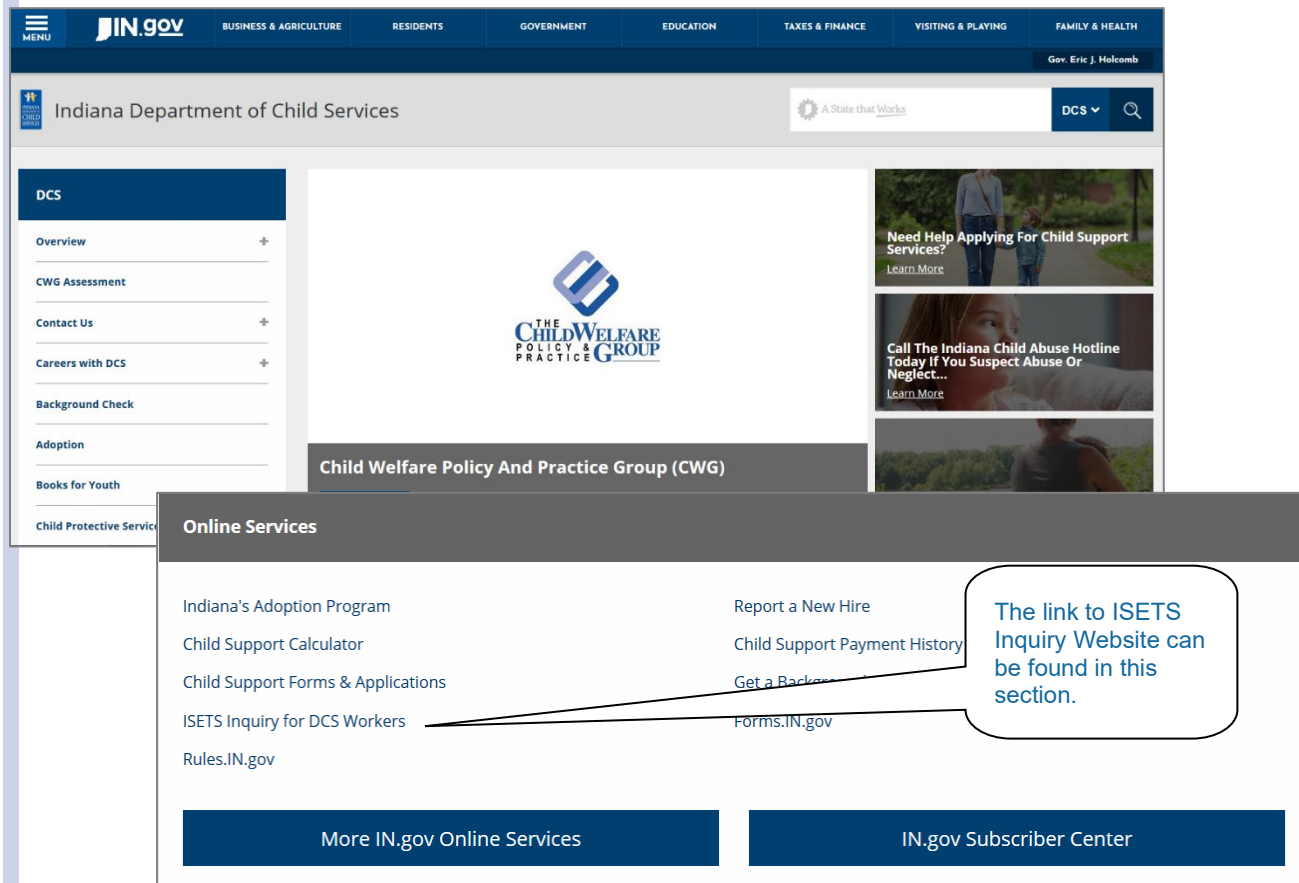 MENU
IN.gov
BUSINESS & AGRICULTURE
RESIDENTS
GOVERNMENT
EDUCATION
TAXES & FINANCE
VISITING & PLAYING
FAMILY & HEALTH
Gov. Eric J. Holcomb
Indiana Department of Child Services
A State that Works
DCS
DCS
Overview
CWG Assessment
Contact Us
Careers with DCS
Background Check
Adoption
Books for Youth
Child Protective Service
THE
CHILDWELFARE
POLICY &
PRACTICE GROUP
Child Welfare Policy And Practice Group (CWG)
Need Help Applying For Child Support
Services?
Learn More
Call The Indiana Child Abuse Hotline
Today If You Suspect Abuse Or
Neglect...
Learn More
Online Services
Indiana's Adoption Program
Child Support Calculator
Child Support Forms & Applications
ISETS Inquiry for DCS Workers
Rules.IN.gov
Report a New Hire
Child Support Payment History
Get a
Forms.IN.gov
The link to ISETS
Inquiry Website can
be found in this
section.
More IN.gov Online Services
IN.gov Subscriber Center